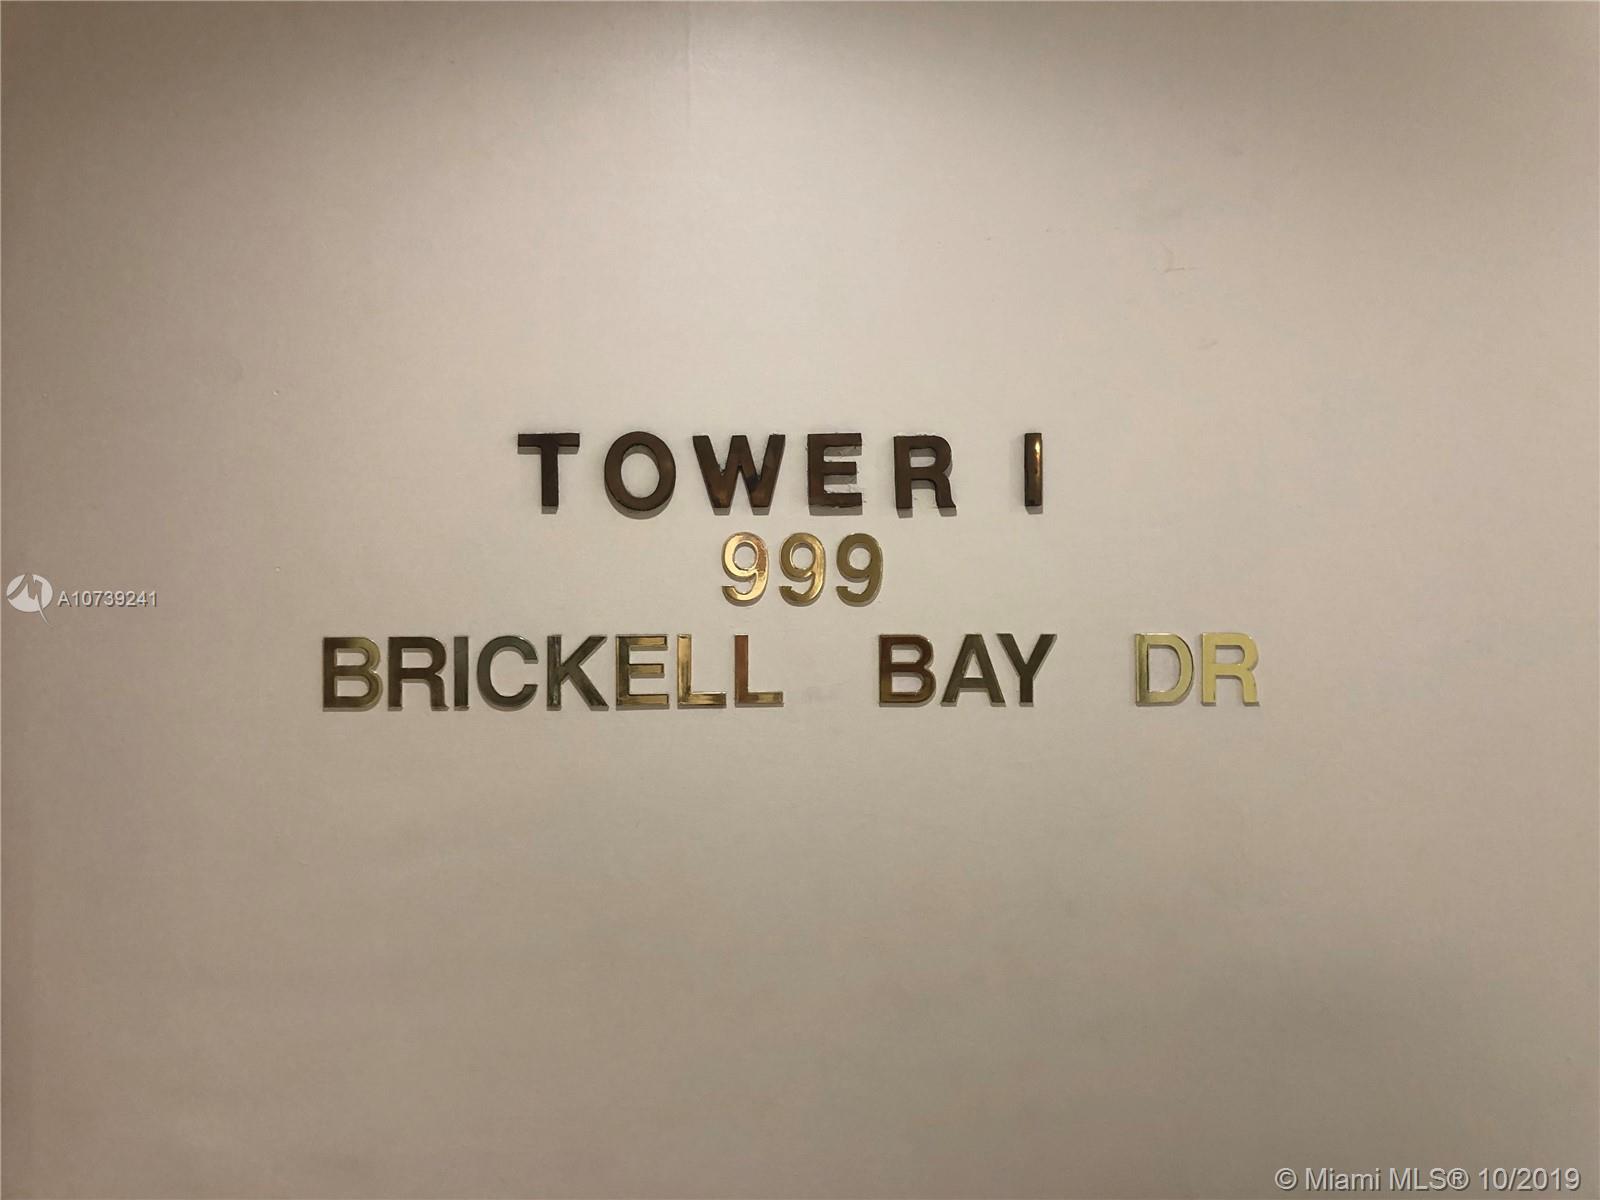 TOWER I
999
BRICKELL BAY DR
A10739241
© Miami MLS® 10/2019